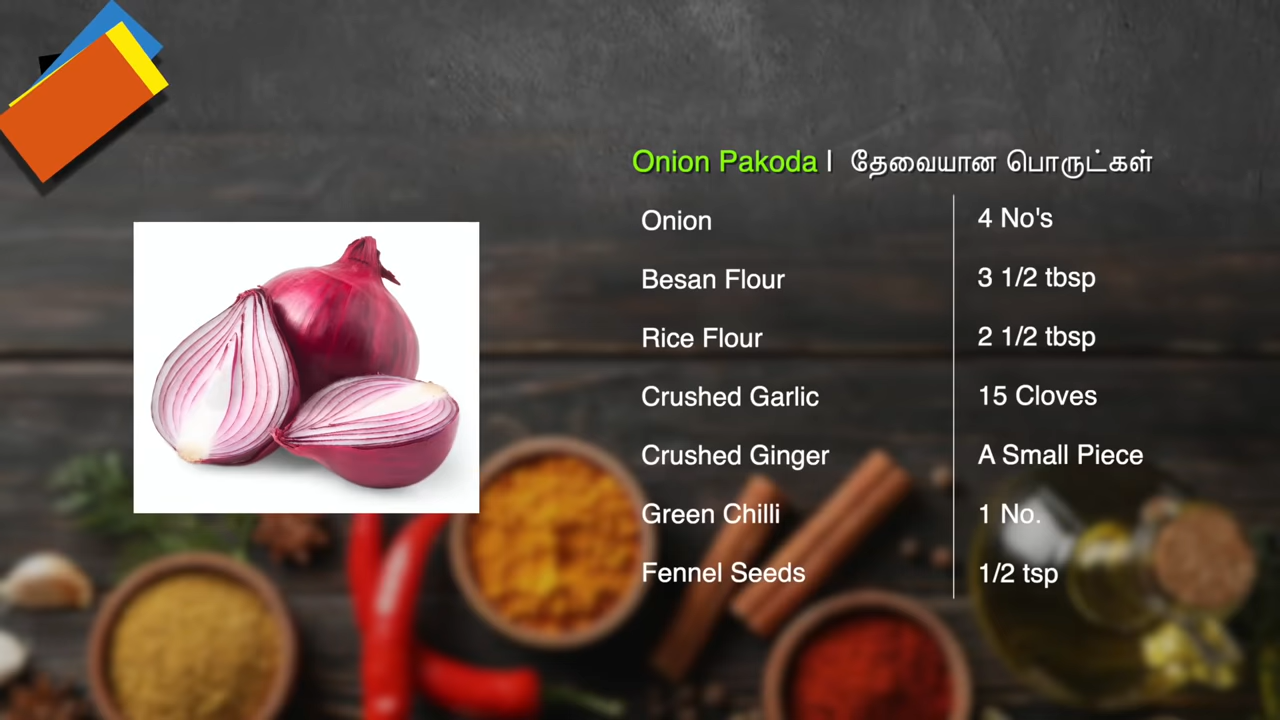 Onion Pakoda | தேவையான பொருட்கள்
Onion 4 No's
Besan Flour 3 1/2 tbsp
Rice Flour 2 1/2 tbsp
Crushed Garlic 15 Cloves
Crushed Ginger A Small Piece
Green Chilli 1 No.
Fennel Seeds 1/2 tsp